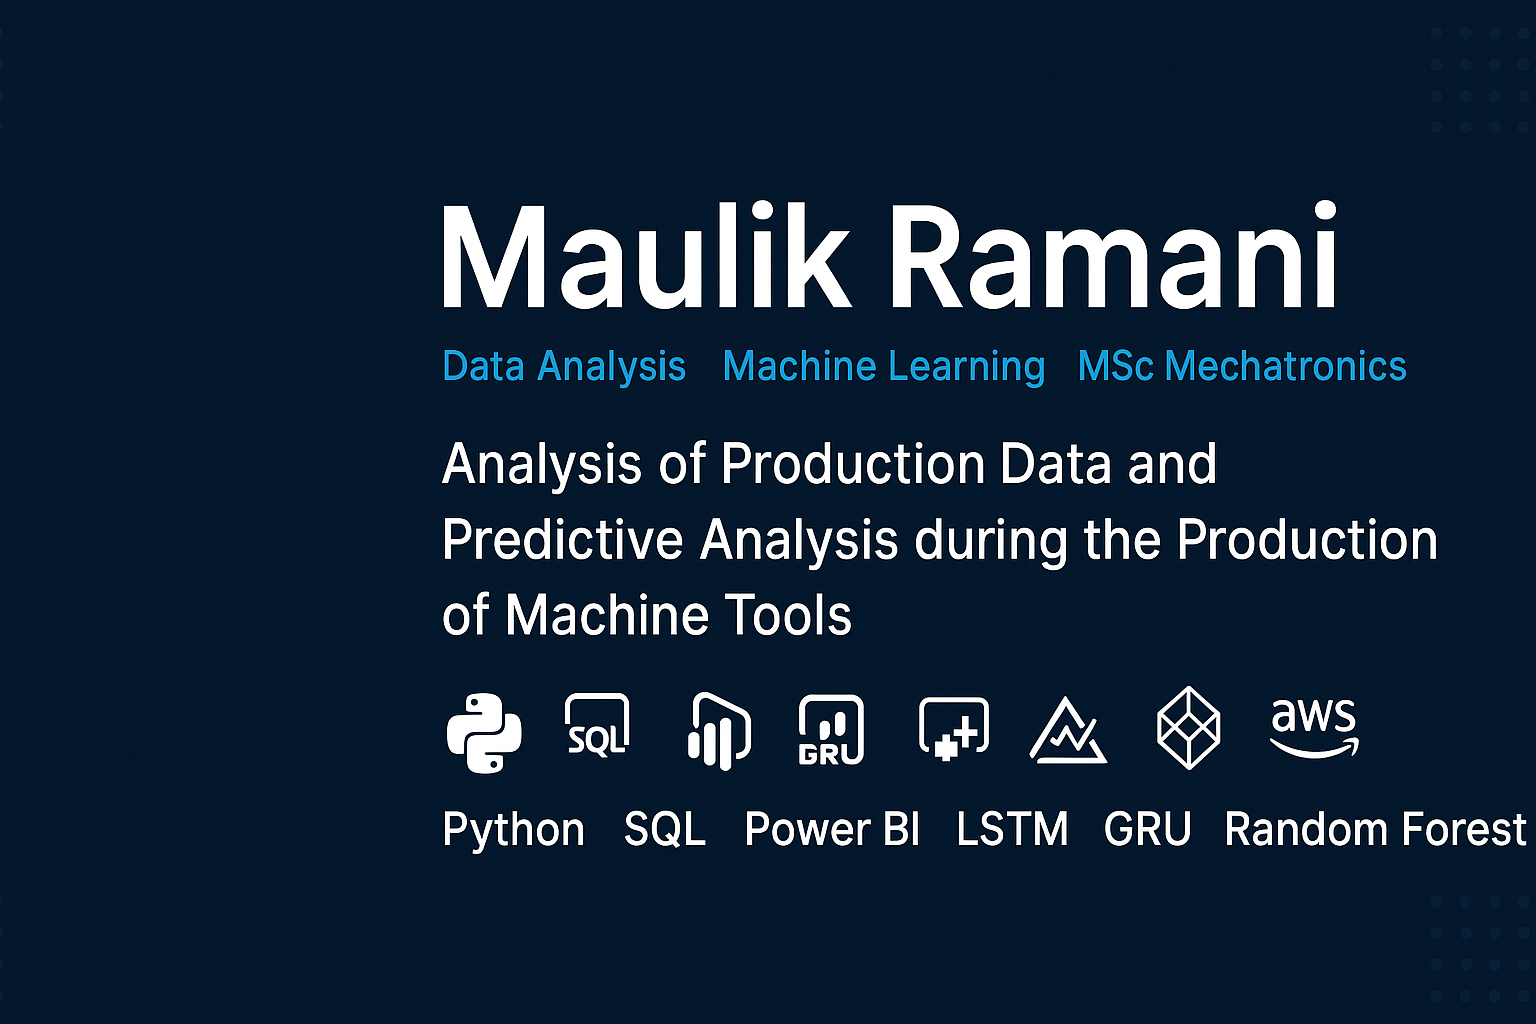 Maulik Ramani
Data Analysis Machine Learning MSc Mechatronics
Analysis of Production Data and
Predictive Analysis during the Production
of Machine Tools
SQL GRU aws
Python SQL Power BI LSTM GRU Random Forest